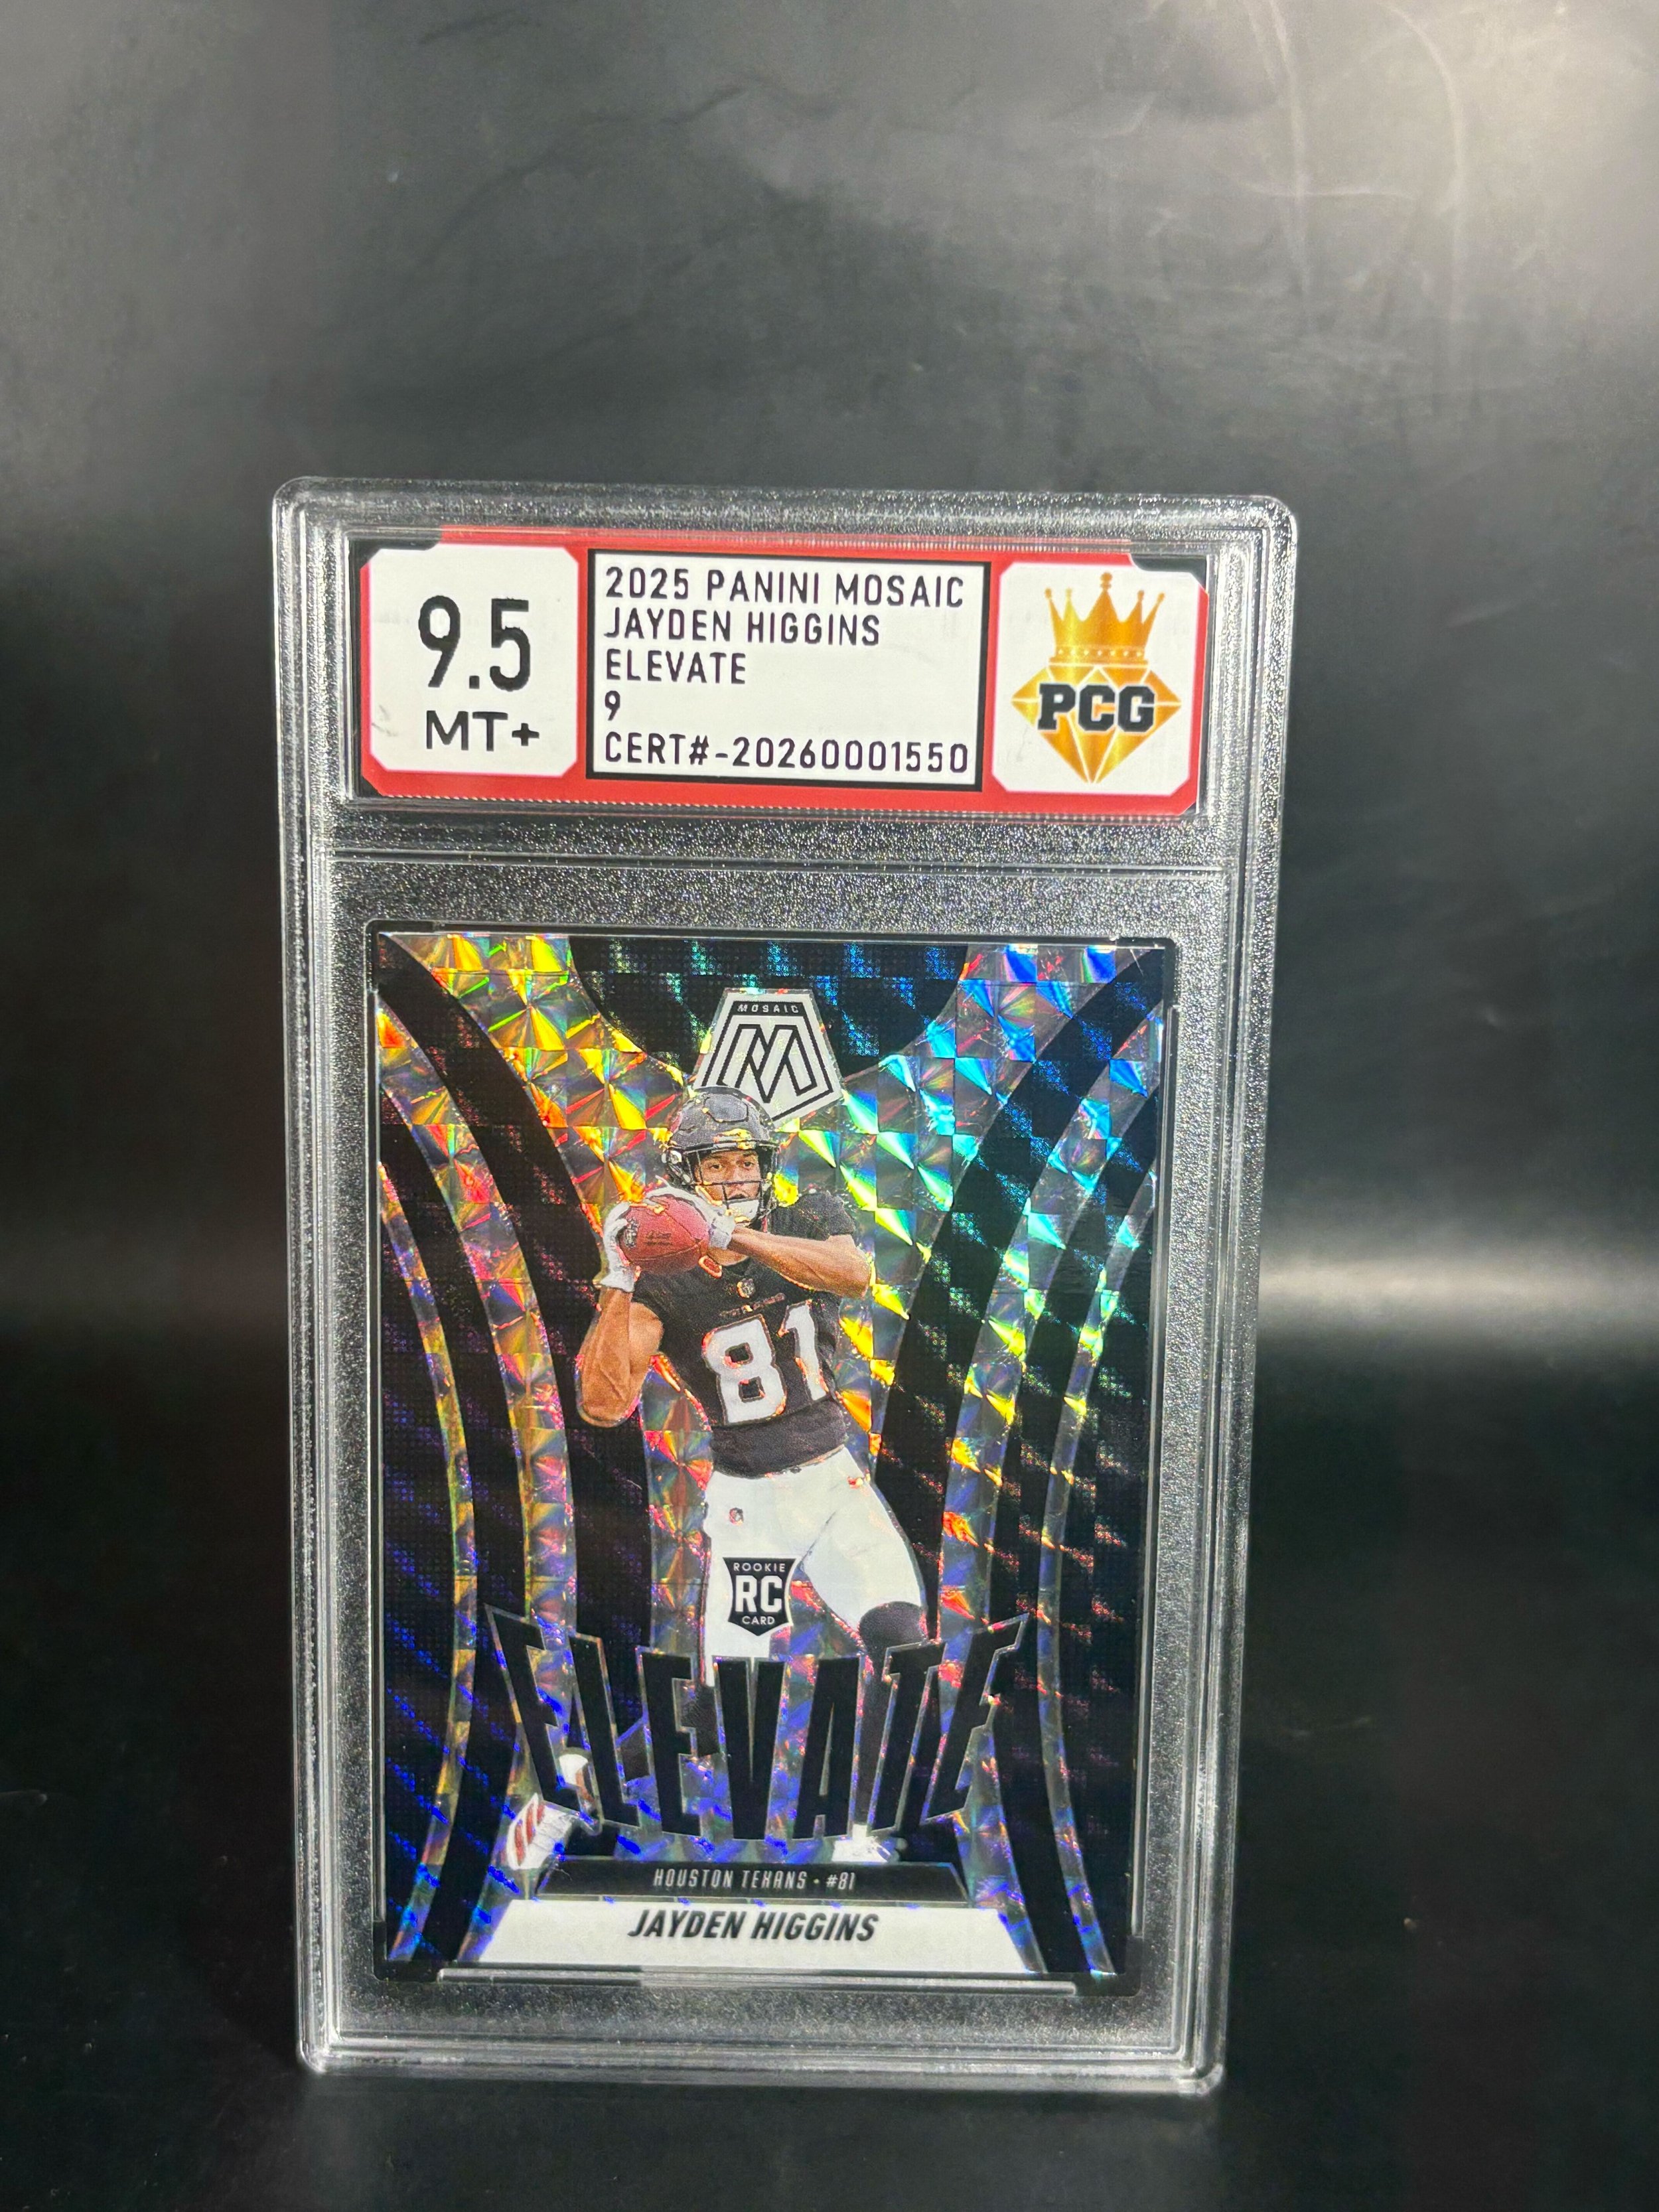 9.5
MT+
2025 PANINI MOSAIC
JAYDEN HIGGINS
ELEVATE
9
CERT#-20260001550
PCG
MOSAIC
M
81
ROOKIE
RC
CARD
ELEVATE
HOUSTON TEXANS • #81
JAYDEN HIGGINS